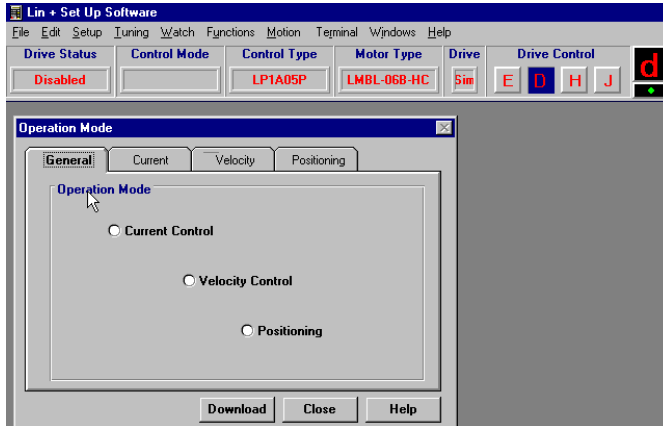 Lin + Set Up Software
File Edit Setup Tuning Watch Functions Motion Terminal Windows Help
Drive Status Control Mode Control Type Motor Type Drive Drive Control
Disabled LP1A05P LMBL-06B-HC Sim E D H J d
Operation Mode
General Current Velocity Positioning
Operation Mode
Current Control
Velocity Control
Positioning
Download Close Help